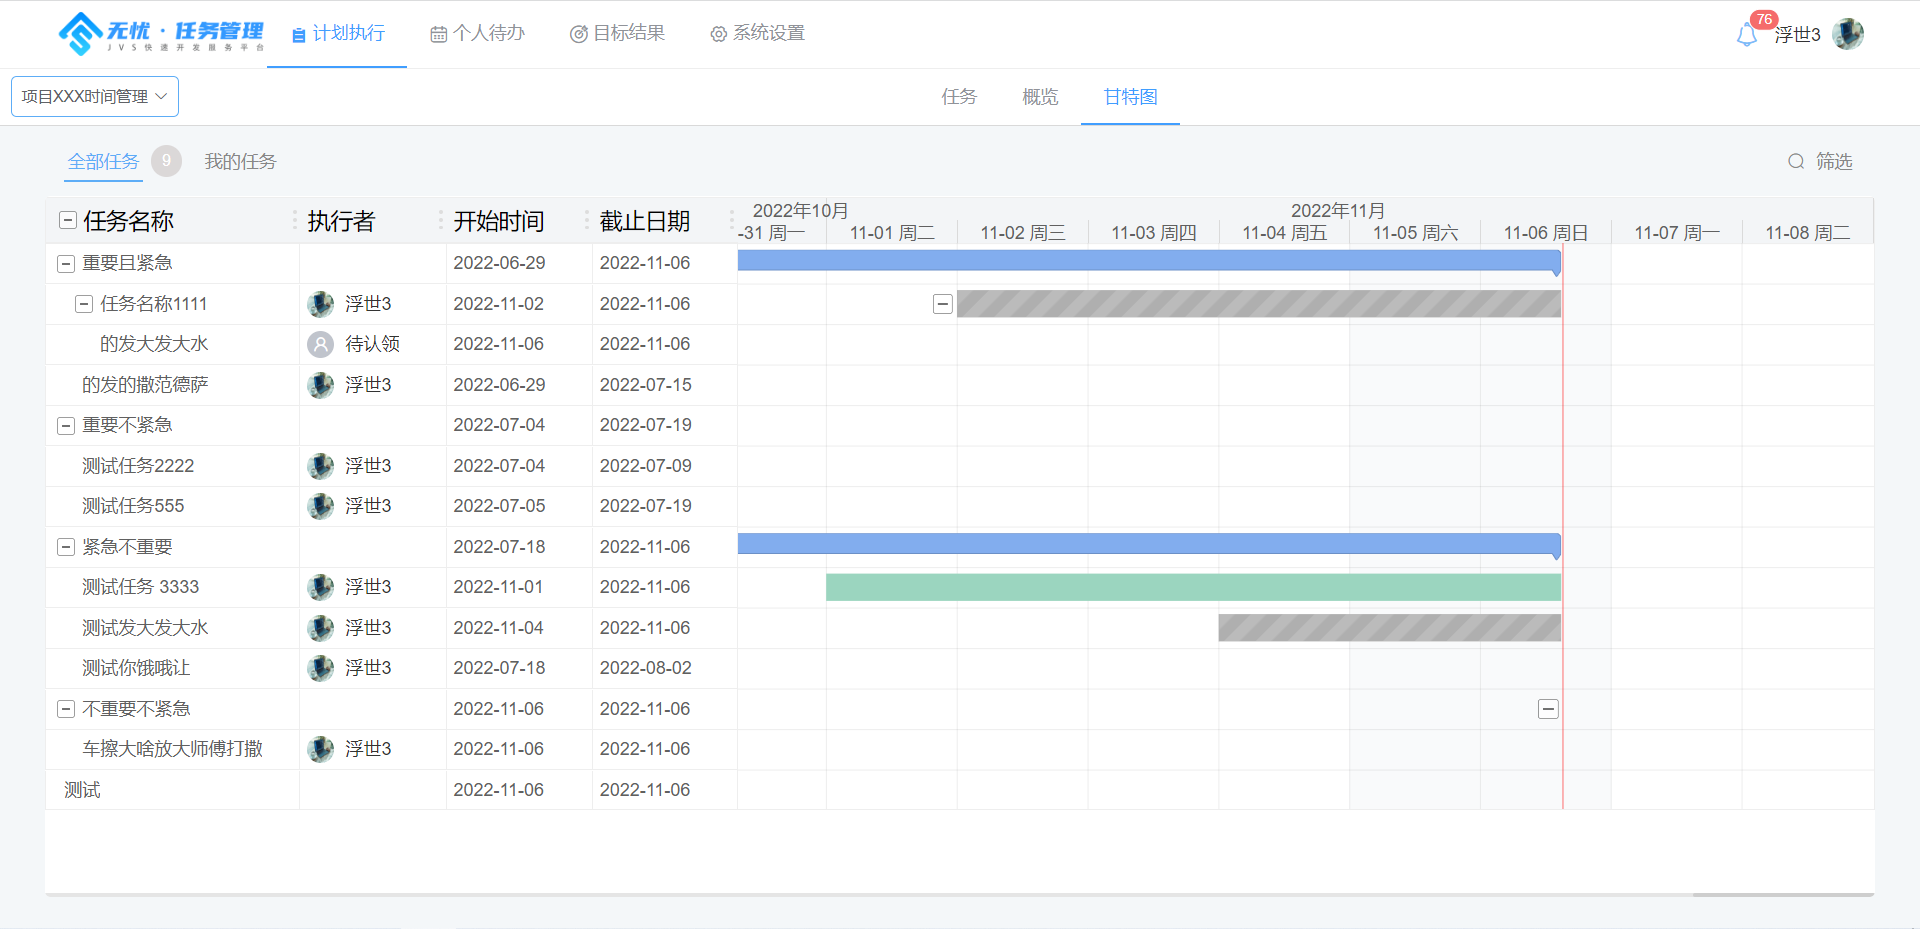 无忧 · 任务管理
JVS快速开发服务平台
计划执行
个人待办
目标结果
系统设置
76
浮世3
项目XXX时间管理
任务
概览
甘特图
全部任务 9 我的任务
筛选
任务名称 执行者 开始时间 截止日期
2022年10月 2022年11月
-31 周一 11-01 周二 11-02 周三 11-03 周四 11-04 周五 11-05 周六 11-06 周日 11-07 周一 11-08 周二
重要且紧急 2022-06-29 2022-11-06
任务名称1111 浮世3 2022-11-02 2022-11-06
的发大发大水 待认领 2022-11-06 2022-11-06
的发的撒范德萨 浮世3 2022-06-29 2022-07-15
重要不紧急 2022-07-04 2022-07-19
测试任务2222 浮世3 2022-07-04 2022-07-09
测试任务555 浮世3 2022-07-05 2022-07-19
紧急不重要 2022-07-18 2022-11-06
测试任务 3333 浮世3 2022-11-01 2022-11-06
测试发大发大水 浮世3 2022-11-04 2022-11-06
测试你饿哦让 浮世3 2022-07-18 2022-08-02
不重要不紧急 2022-11-06 2022-11-06
车擦大啥放大师傅打撒 浮世3 2022-11-06 2022-11-06
测试 2022-11-06 2022-11-06